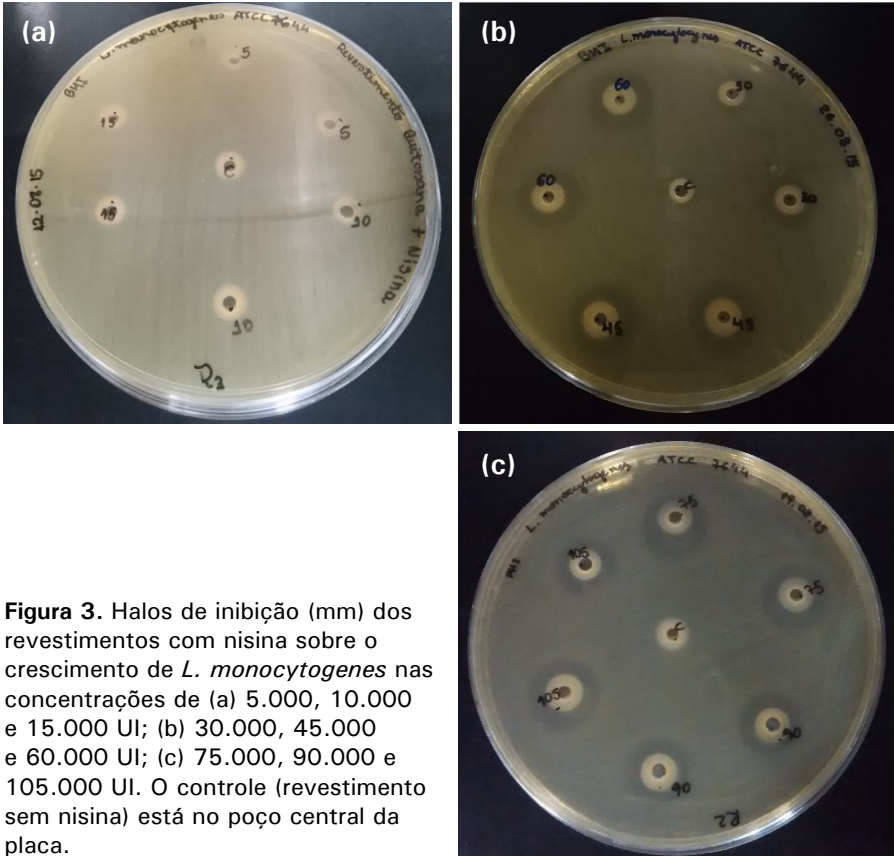 (a)
BHI L. monocytogenes ATCC 7644 Revestimento Quitosana + Nisina
12.08.15
5
5
15
C
15
10
10
R2
(b)
BHI L. monocytogenes ATCC 7644 26.08.15
60
30
60
C
30
45
45
(c)
BHI L. monocytogenes ATCC 7644 19.08.15
75
105
75
C
105
90
90
R2
Figura 3. Halos de inibição (mm) dos
revestimentos com nisina sobre o
crescimento de L. monocytogenes nas
concentrações de (a) 5.000, 10.000
e 15.000 UI; (b) 30.000, 45.000
e 60.000 UI; (c) 75.000, 90.000 e
105.000 UI. O controle (revestimento
sem nisina) está no poço central da
placa.